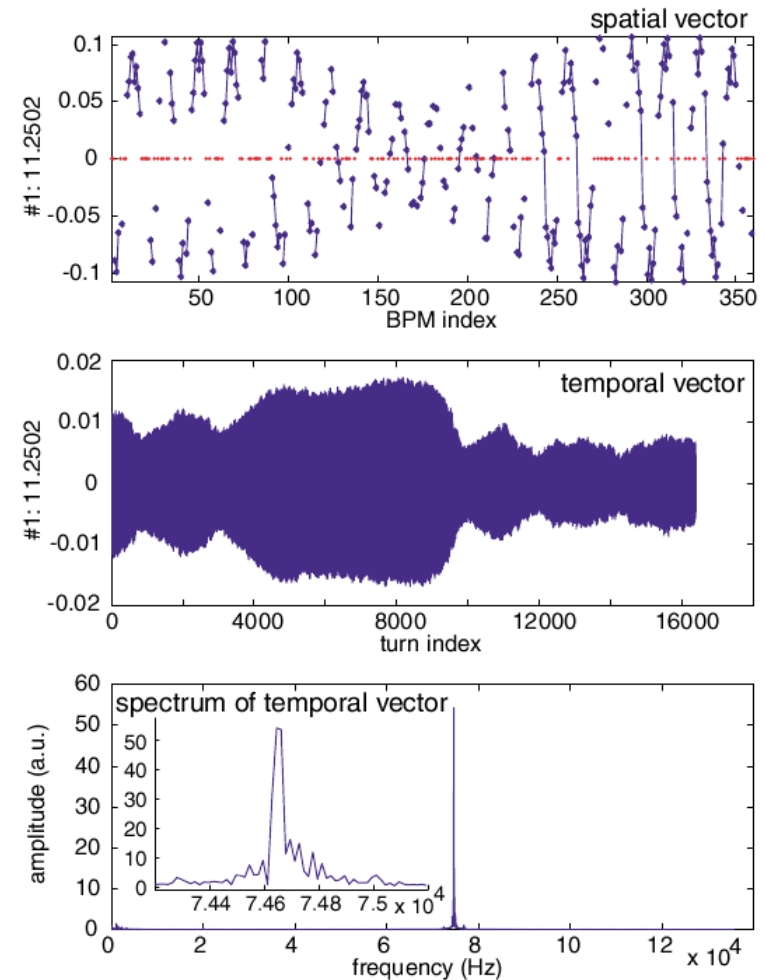 spatial vector
#1: 11.2502
0.1
0.05
0
-0.05
-0.1
50 100 150 200 250 300 350
BPM index
temporal vector
#1: 11.2502
0.02
0.01
0
-0.01
-0.02
0 4000 8000 12000 16000
turn index
spectrum of temporal vector
amplitude (a.u.)
60
50
40
30
20
10
0
50
40
30
20
10
0
7.44 7.46 7.48 7.5 x 10^4
0 2 4 6 8 10 12 x 10^4
frequency (Hz)